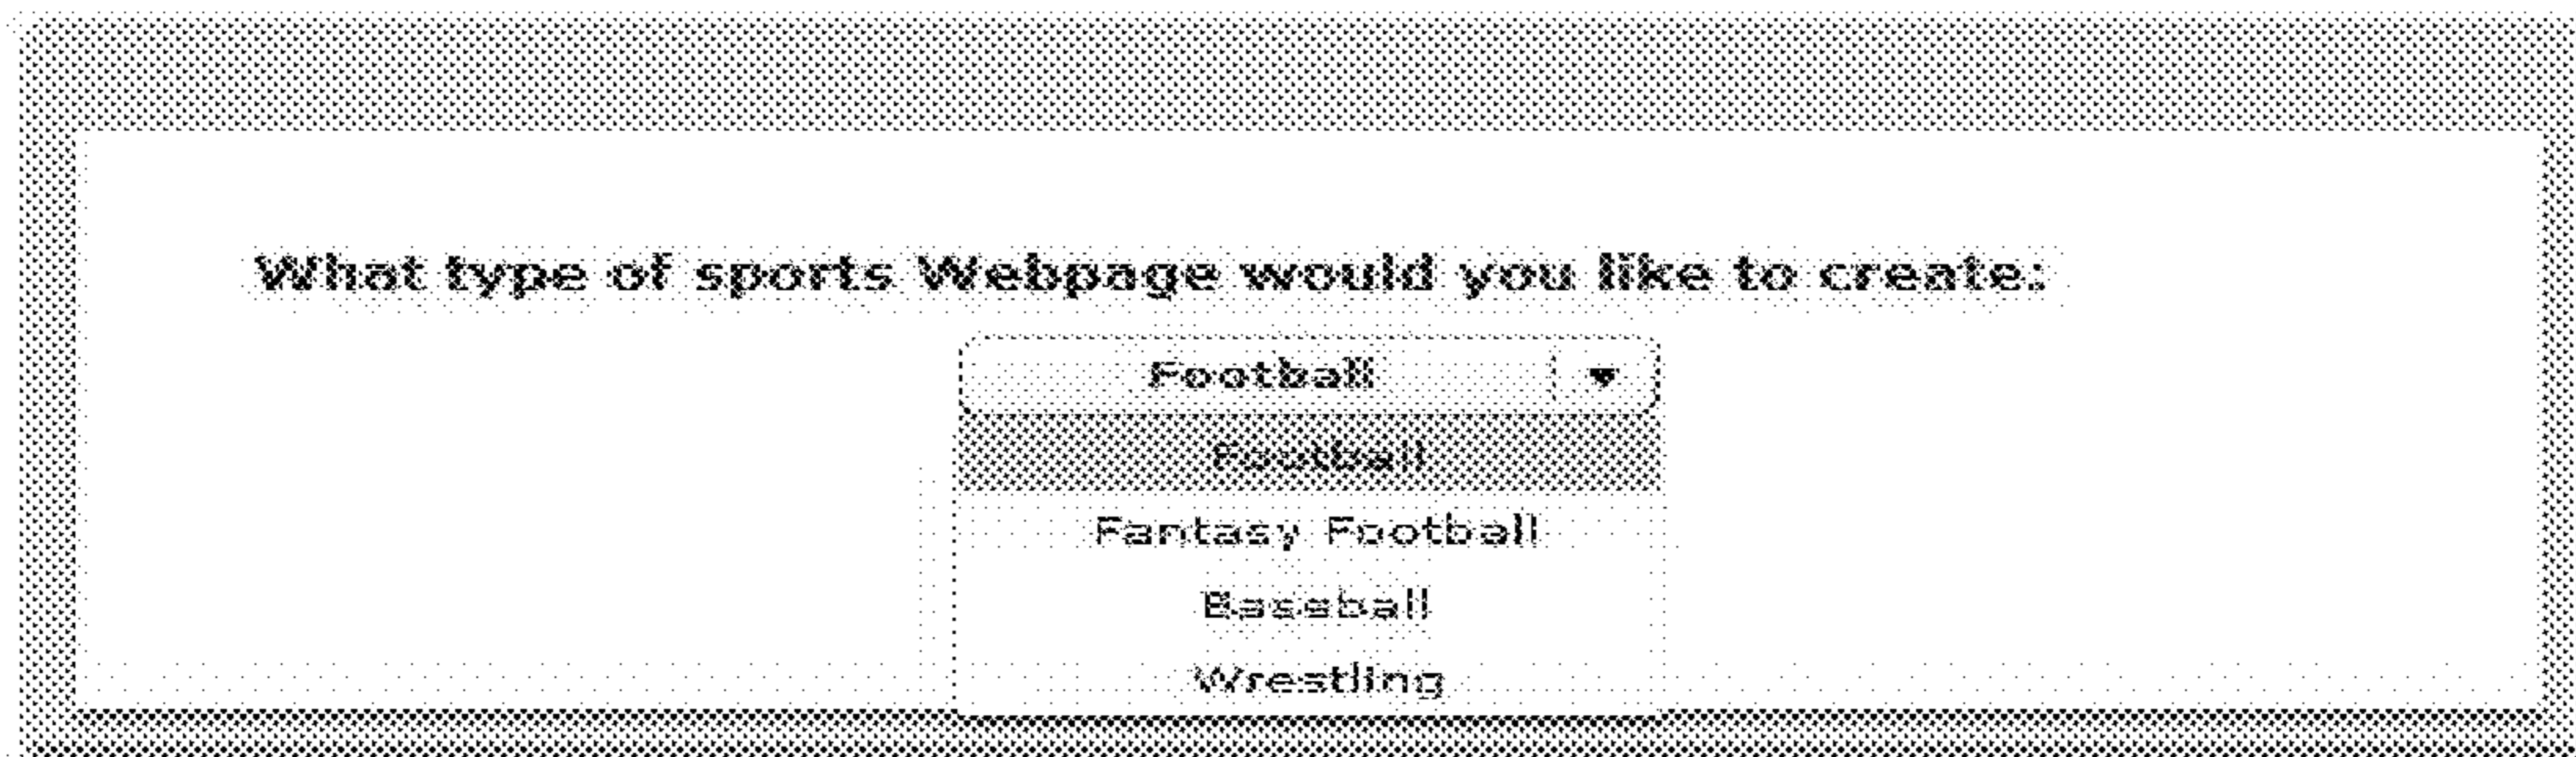 What type of sports Webpage would you like to create:
Football
Football
Fantasy Football
Baseball
Wrestling